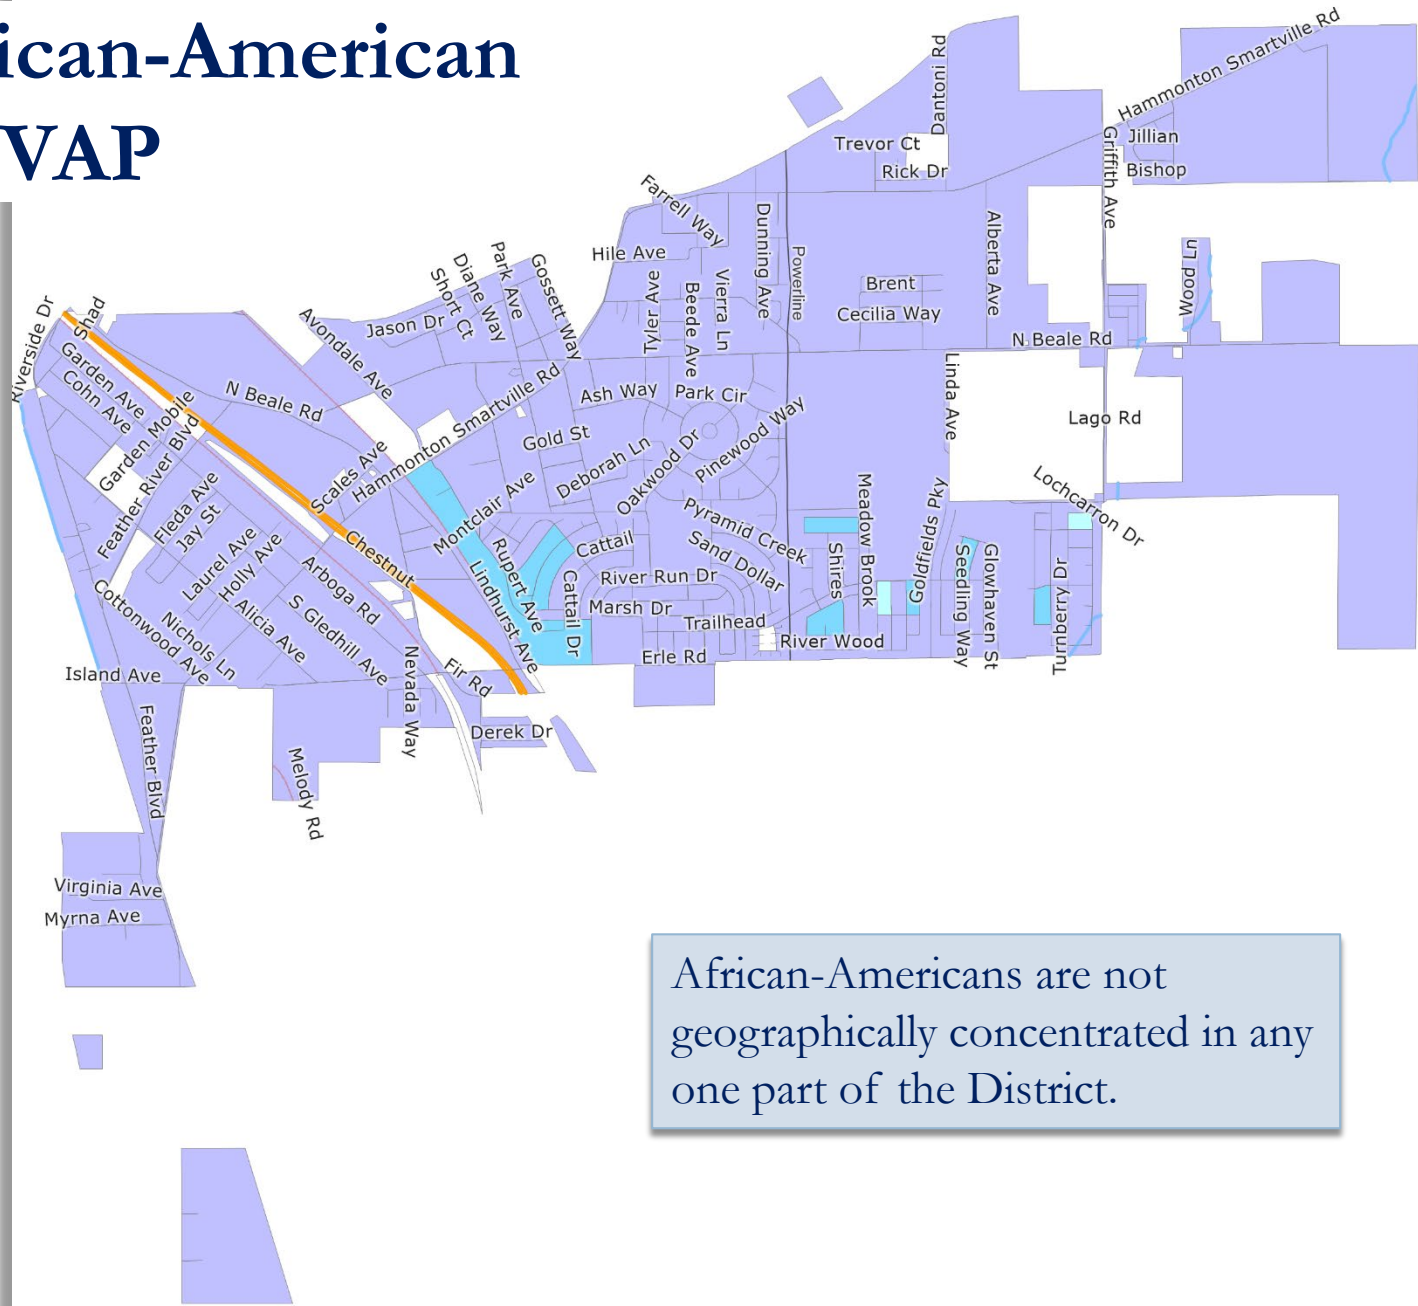 ican-American
VAP
Hammonton Smartville Rd
Dantoni Rd
Trevor Ct
Rick Dr
Griffith Ave
Jillian
Bishop
Farrell Way
Hile Ave
Dunning Ave
Powerline
Alberta Ave
Wood Ln
Park Ave
Diane Way
Short Ct
Gossett Way
Jason Dr
Tyler Ave
Beede Ave
Vierra Ln
Brent
Cecilia Way
N Beale Rd
Riverside Dr
Shad
Avondale Ave
Garden Ave
Cohn Ave
N Beale Rd
Garden Mobile
Feather River Blvd
Hammonton Smartville Rd
Ash Way
Park Cir
Linda Ave
Lago Rd
Gold St
Deborah Ln
Oakwood Dr
Pinewood Way
Scales Ave
Montclair Ave
Fleda Ave
Jay St
Laurel Ave
Holly Ave
Chestnut
Arboga Rd
Lindhurst Ave
Rupert Ave
Cattail
Cattail Dr
Pyramid Creek
Sand Dollar
River Run Dr
Marsh Dr
Trailhead
Shires
Meadow Brook
Goldfields Pky
Seedling Way
Glowhaven St
Lochcarron Dr
Turnberry Dr
River Wood
Erle Rd
Cottonwood Ave
Nichols Ln
Alicia Ave
S Gledhill Ave
Island Ave
Nevada Way
Fir Rd
Derek Dr
Feather Blvd
Melody Rd
Virginia Ave
Myrna Ave
African-Americans are not
geographically concentrated in any
one part of the District.